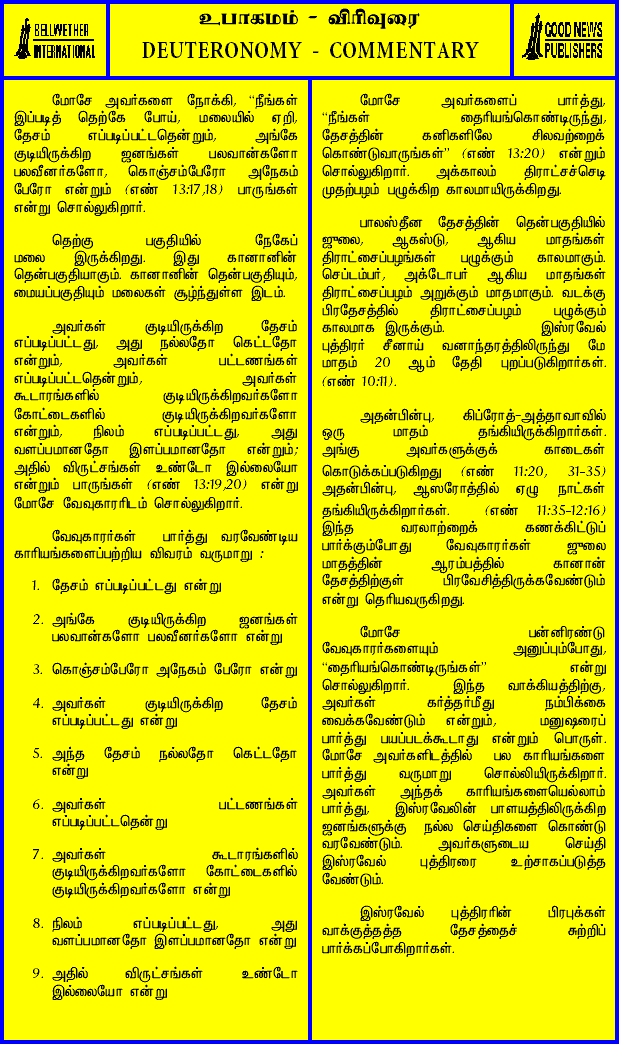 BELLWETHER
INTERNATIONAL
உபாகமம் - விரிவுரை
DEUTERONOMY - COMMENTARY
GOOD NEWS
PUBLISHERS
மோசே அவர்களை நோக்கி, “நீங்கள்
இப்படித் தெற்கே போய், மலையில் ஏறி,
தேசம் எப்படிப்பட்டதென்றும், அங்கே
குடியிருக்கிற ஜனங்கள் பலவான்களோ
பலவீனர்களோ, கொஞ்சம்பேரோ அநேகம்
பேரோ என்றும் (எண் 13:17,18) பாருங்கள்
என்று சொல்லுகிறார்.
தெற்கு பகுதியில் நேகேப்
மலை இருக்கிறது. இது கானானின்
தென்பகுதியாகும். கானானின் தென்பகுதியும்,
மையப்பகுதியும் மலைகள் சூழ்ந்துள்ள இடம்.
அவர்கள் குடியிருக்கிற தேசம்
எப்படிப்பட்டது, அது நல்லதோ கெட்டதோ
என்றும், அவர்கள் பட்டணங்கள்
எப்படிப்பட்டதென்றும், அவர்கள்
கூடாரங்களில் குடியிருக்கிறவர்களோ
கோட்டைகளில் குடியிருக்கிறவர்களோ
என்றும், நிலம் எப்படிப்பட்டது, அது
வளப்பமானதோ இளப்பமானதோ என்றும்;
அதில் விருட்சங்கள் உண்டோ இல்லையோ
என்றும் பாருங்கள் (எண் 13:19,20) என்று
மோசே வேவுகாரரிடம் சொல்லுகிறார்.
வேவுகாரர்கள் பார்த்து வரவேண்டிய
காரியங்களைப்பற்றிய விவரம் வருமாறு :
1. தேசம் எப்படிப்பட்டது என்று
2. அங்கே குடியிருக்கிற ஜனங்கள்
பலவான்களோ பலவீனர்களோ என்று
3. கொஞ்சம்பேரோ அநேகம் பேரோ என்று
4. அவர்கள் குடியிருக்கிற தேசம்
எப்படிப்பட்டது என்று
5. அந்த தேசம் நல்லதோ கெட்டதோ
என்று
6. அவர்கள் பட்டணங்கள்
எப்படிப்பட்டதென்று
7. அவர்கள் கூடாரங்களில்
குடியிருக்கிறவர்களோ கோட்டைகளில்
குடியிருக்கிறவர்களோ என்று
8. நிலம் எப்படிப்பட்டது, அது
வளப்பமானதோ இளப்பமானதோ என்று
9. அதில் விருட்சங்கள் உண்டோ
இல்லையோ என்று
மோசே அவர்களைப் பார்த்து,
“நீங்கள் தைரியங்கொண்டிருந்து,
தேசத்தின் கனிகளிலே சிலவற்றைக்
கொண்டுவாருங்கள்” (எண் 13:20) என்றும்
சொல்லுகிறார். அக்காலம் திராட்சச்செடி
முதற்பழம் பழுக்கிற காலமாயிருக்கிறது.
பாலஸ்தீன தேசத்தின் தென்பகுதியில்
ஜுலை, ஆகஸ்டு, ஆகிய மாதங்கள்
திராட்சைப்பழங்கள் பழுக்கும் காலமாகும்.
செப்டம்பர், அக்டோபர் ஆகிய மாதங்கள்
திராட்சைப்பழம் அறுக்கும் மாதமாகும். வடக்கு
பிரதேசத்தில் திராட்சைப்பழம் பழுக்கும்
காலமாக இருக்கும். இஸ்ரவேல்
புத்திரர் சீனாய் வனாந்தரத்திலிருந்து மே
மாதம் 20 ஆம் தேதி புறப்படுகிறார்கள்.
(எண் 10:11).
அதன்பின்பு, கிப்ரோத்-அத்தாவாவில்
ஒரு மாதம் தங்கியிருக்கிறார்கள்.
அங்கு அவர்களுக்குக் காடைகள்
கொடுக்கப்படுகிறது (எண் 11:20, 31-35)
அதன்பின்பு, ஆஸரோத்தில் ஏழு நாட்கள்
தங்கியிருக்கிறார்கள். (எண் 11:35-12:16)
இந்த வரலாற்றைக் கணக்கிட்டுப்
பார்க்கும்போது வேவுகாரர்கள் ஜுலை
மாதத்தின் ஆரம்பத்தில் கானான்
தேசத்திற்குள் பிரவேசித்திருக்கவேண்டும்
என்று தெரியவருகிறது.
மோசே பன்னிரண்டு
வேவுகாரர்களையும் அனுப்பும்போது,
“தைரியங்கொண்டிருங்கள்” என்று
சொல்லுகிறார். இந்த வாக்கியத்திற்கு,
அவர்கள் கர்த்தர்மீது நம்பிக்கை
வைக்கவேண்டும் என்றும், மனுஷரைப்
பார்த்து பயப்படக்கூடாது என்றும் பொருள்.
மோசே அவர்களிடத்தில் பல காரியங்களை
பார்த்து வருமாறு சொல்லியிருக்கிறார்.
அவர்கள் அந்தக் காரியங்களையெல்லாம்
பார்த்து, இஸ்ரவேலின் பாளயத்திலிருக்கிற
ஜனங்களுக்கு நல்ல செய்திகளை கொண்டு
வரவேண்டும். அவர்களுடைய செய்தி
இஸ்ரவேல் புத்திரரை உற்சாகப்படுத்த
வேண்டும்.
இஸ்ரவேல் புத்திரரின் பிரபுக்கள்
வாக்குத்தத்த தேசத்தைச் சுற்றிப்
பார்க்கப்போகிறார்கள்.